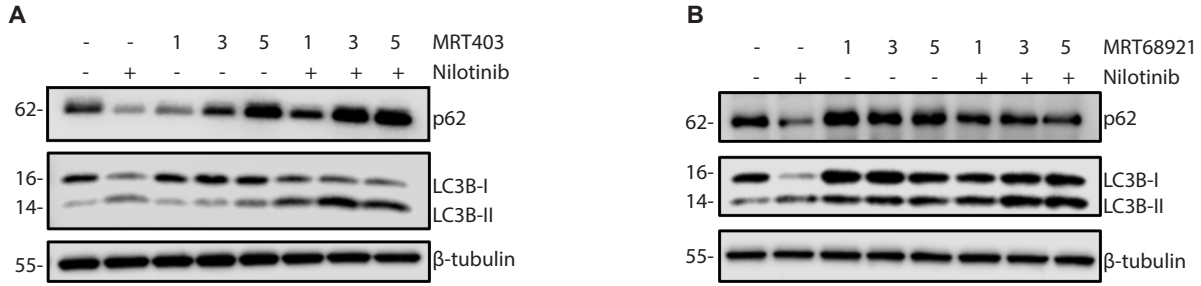 A
- - 1 3 5 1 3 5 MRT403
- + - - - + + + Nilotinib
62- p62
16- LC3B-I
14- LC3B-II
55- β-tubulin
B
- - 1 3 5 1 3 5 MRT68921
- + - - - + + + Nilotinib
62- p62
16- LC3B-I
14- LC3B-II
55- β-tubulin